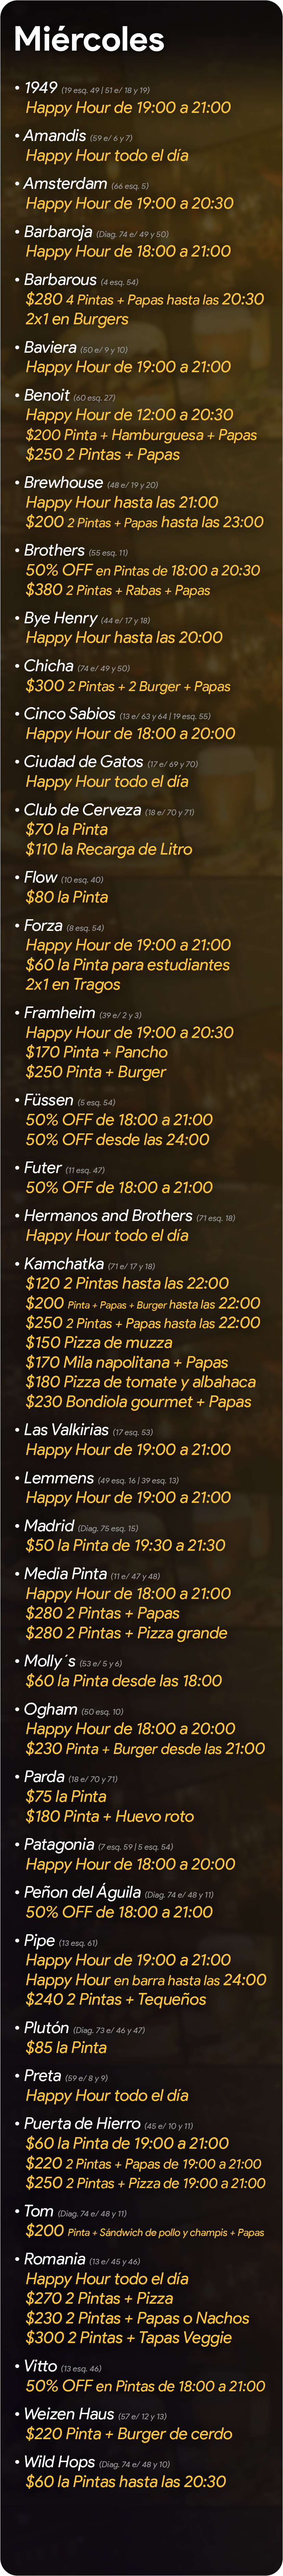 Miércoles
• 1949 (19 esq. 49 | 51 e/ 18 y 19)
Happy Hour de 19:00 a 21:00
• Amandis (59 e/ 6 y 7)
Happy Hour todo el día
• Amsterdam (66 esq. 5)
Happy Hour de 19:00 a 20:30
• Barbaroja (Diag. 74 e/ 49 y 50)
Happy Hour de 18:00 a 21:00
• Barbarous (4 esq. 54)
$280 4 Pintas + Papas hasta las 20:30
2x1 en Burgers
• Baviera (50 e/ 9 y 10)
Happy Hour de 19:00 a 21:00
• Benoit (60 esq. 27)
Happy Hour de 12:00 a 20:30
$200 Pinta + Hamburguesa + Papas
$250 2 Pintas + Papas
• Brewhouse (48 e/ 19 y 20)
Happy Hour hasta las 21:00
$200 2 Pintas + Papas hasta las 23:00
• Brothers (55 esq. 11)
50% OFF en Pintas de 18:00 a 20:30
$380 2 Pintas + Rabas + Papas
• Bye Henry (44 e/ 17 y 18)
Happy Hour hasta las 20:00
• Chicha (74 e/ 49 y 50)
$300 2 Pintas + 2 Burger + Papas
• Cinco Sabios (13 e/ 63 y 64 | 19 esq. 55)
Happy Hour de 18:00 a 20:00
• Ciudad de Gatos (17 e/ 69 y 70)
Happy Hour todo el día
• Club de Cerveza (18 e/ 70 y 71)
$70 la Pinta
$110 la Recarga de Litro
• Flow (10 esq. 40)
$80 la Pinta
• Forza (8 esq. 54)
Happy Hour de 19:00 a 21:00
$60 la Pinta para estudiantes
2x1 en Tragos
• Framheim (39 e/ 2 y 3)
Happy Hour de 19:00 a 20:30
$170 Pinta + Pancho
$250 Pinta + Burger
• Füssen (5 esq. 54)
50% OFF de 18:00 a 21:00
50% OFF desde las 24:00
• Futer (11 esq. 47)
50% OFF de 18:00 a 21:00
• Hermanos and Brothers (71 esq. 18)
Happy Hour todo el día
• Kamchatka (71 e/ 17 y 18)
$120 2 Pintas hasta las 22:00
$200 Pinta + Papas + Burger hasta las 22:00
$250 2 Pintas + Papas hasta las 22:00
$150 Pizza de muzza
$170 Mila napolitana + Papas
$180 Pizza de tomate y albahaca
$230 Bondiola gourmet + Papas
• Las Valkirias (17 esq. 53)
Happy Hour de 19:00 a 21:00
• Lemmens (49 esq. 16 | 39 esq. 13)
Happy Hour de 19:00 a 21:00
• Madrid (Diag. 75 esq. 15)
$50 la Pinta de 19:30 a 21:30
• Media Pinta (11 e/ 47 y 48)
Happy Hour de 18:00 a 21:00
$280 2 Pintas + Papas
$280 2 Pintas + Pizza grande
• Molly´s (53 e/ 5 y 6)
$60 la Pinta desde las 18:00
• Ogham (50 esq. 10)
Happy Hour de 18:00 a 20:00
$230 Pinta + Burger desde las 21:00
• Parda (18 e/ 70 y 71)
$75 la Pinta
$180 Pinta + Huevo roto
• Patagonia (7 esq. 59 | 5 esq. 54)
Happy Hour de 18:00 a 20:00
• Peñon del Águila (Diag. 74 e/ 48 y 11)
50% OFF de 18:00 a 21:00
• Pipe (13 esq. 61)
Happy Hour de 19:00 a 21:00
Happy Hour en barra hasta las 24:00
$240 2 Pintas + Tequeños
• Plutón (Diag. 73 e/ 46 y 47)
$85 la Pinta
• Preta (59 e/ 8 y 9)
Happy Hour todo el día
• Puerta de Hierro (45 e/ 10 y 11)
$60 la Pinta de 19:00 a 21:00
$220 2 Pintas + Papas de 19:00 a 21:00
$250 2 Pintas + Pizza de 19:00 a 21:00
• Tom (Diag. 74 e/ 48 y 11)
$200 Pinta + Sándwich de pollo y champis + Papas
• Romania (13 e/ 45 y 46)
Happy Hour todo el día
$270 2 Pintas + Pizza
$230 2 Pintas + Papas o Nachos
$300 2 Pintas + Tapas Veggie
• Vitto (13 esq. 46)
50% OFF en Pintas de 18:00 a 21:00
• Weizen Haus (57 e/ 12 y 13)
$220 Pinta + Burger de cerdo
• Wild Hops (Diag. 74 e/ 48 y 10)
$60 la Pintas hasta las 20:30